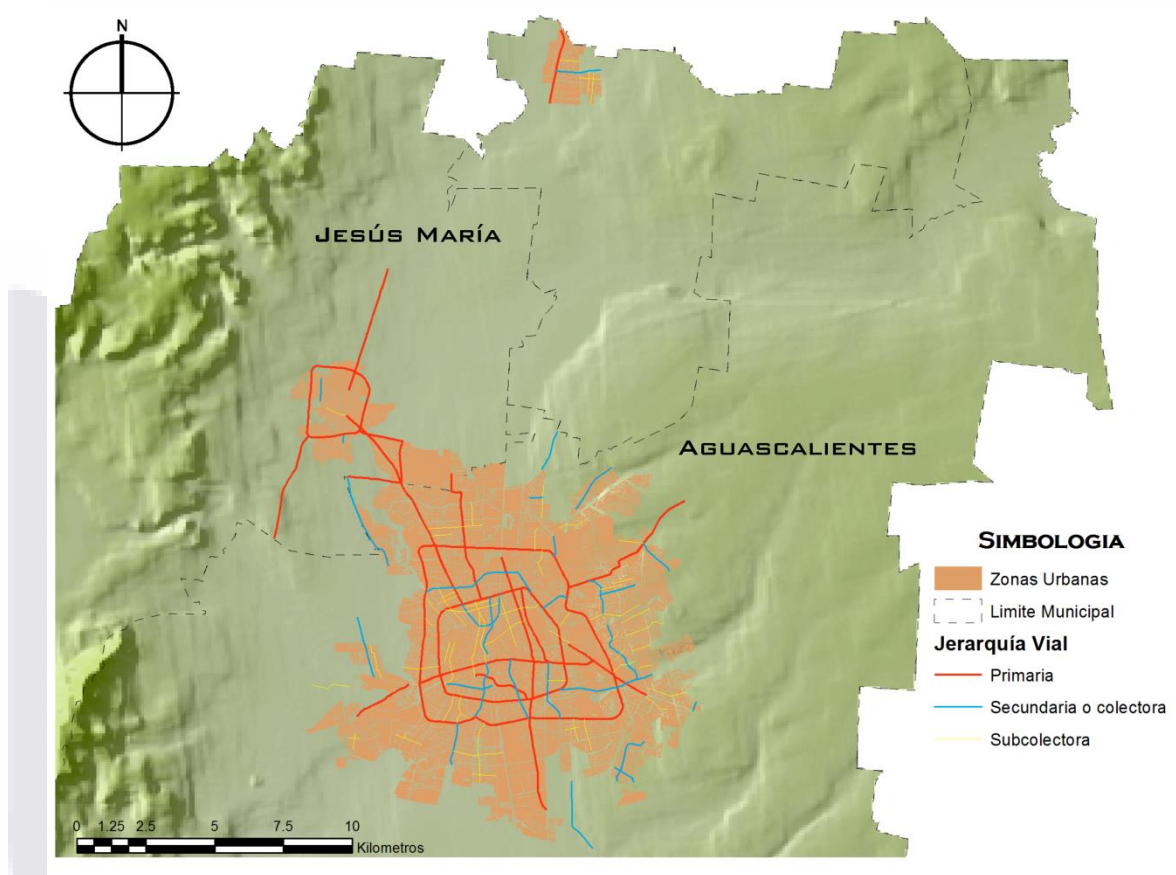 N
JESÚS MARÍA
AGUASCALIENTES
SIMBOLOGIA
Zonas Urbanas
Limite Municipal
Jerarquía Vial
Primaria
Secundaria o colectora
Subcolectora
0 1.25 2.5 5 7.5 10
Kilometros